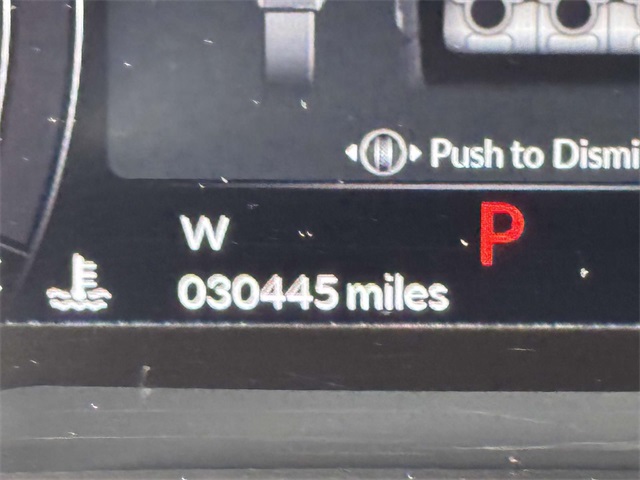 Push to Dismi
W
P
030445 miles